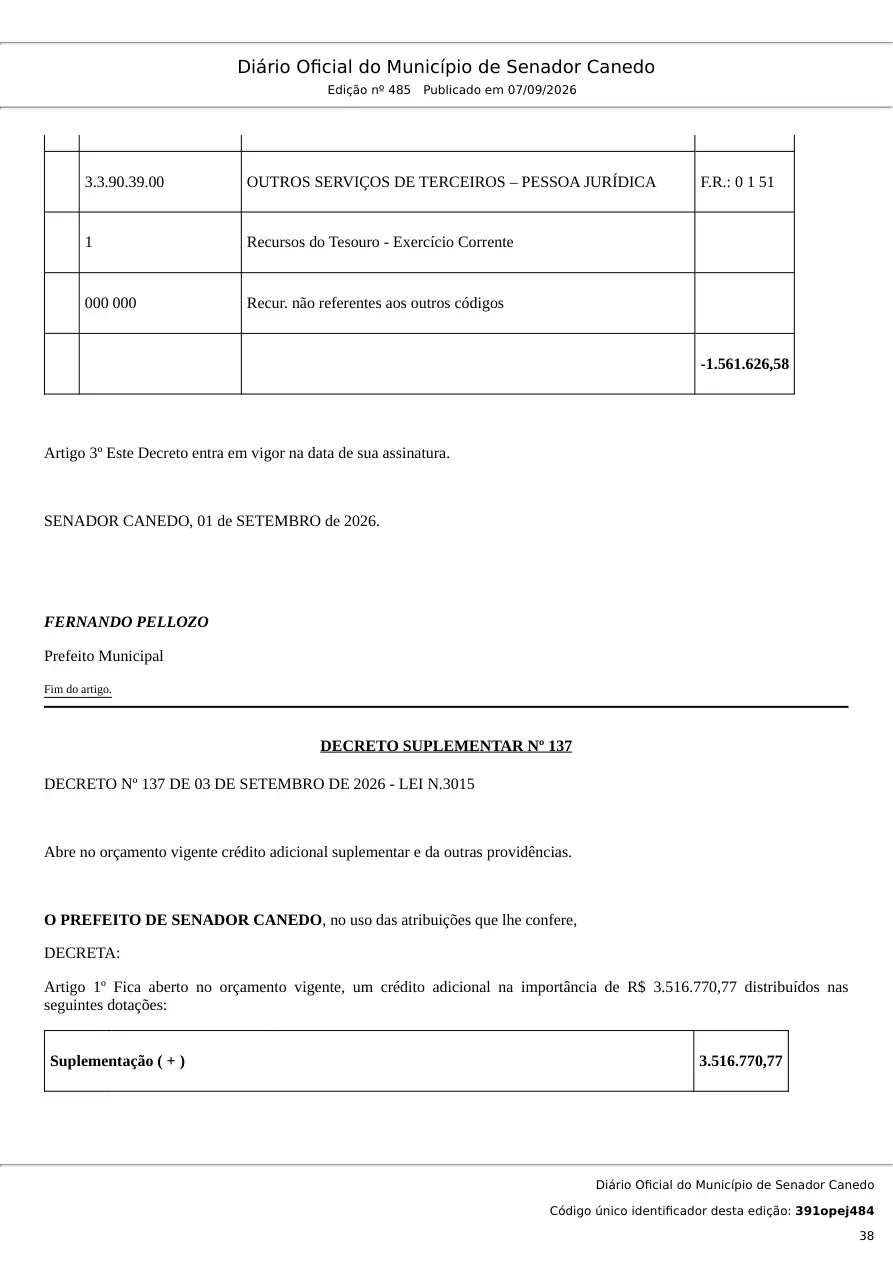 Diário Oficial do Município de Senador Canedo
Edição nº 485 Publicado em 07/09/2026
3.3.90.39.00 OUTROS SERVIÇOS DE TERCEIROS – PESSOA JURÍDICA F.R.: 0 1 51
1 Recursos do Tesouro - Exercício Corrente
000 000 Recur. não referentes aos outros códigos
-1.561.626,58
Artigo 3º Este Decreto entra em vigor na data de sua assinatura.
SENADOR CANEDO, 01 de SETEMBRO de 2026.
FERNANDO PELLOZO
Prefeito Municipal
Fim do artigo.
DECRETO SUPLEMENTAR Nº 137
DECRETO Nº 137 DE 03 DE SETEMBRO DE 2026 - LEI N.3015
Abre no orçamento vigente crédito adicional suplementar e da outras providências.
O PREFEITO DE SENADOR CANEDO, no uso das atribuições que lhe confere,
DECRETA:
Artigo 1º Fica aberto no orçamento vigente, um crédito adicional na importância de R$ 3.516.770,77 distribuídos nas
seguintes dotações:
Suplementação ( + ) 3.516.770,77
Diário Oficial do Município de Senador Canedo
Código único identificador desta edição: 391opej484
38